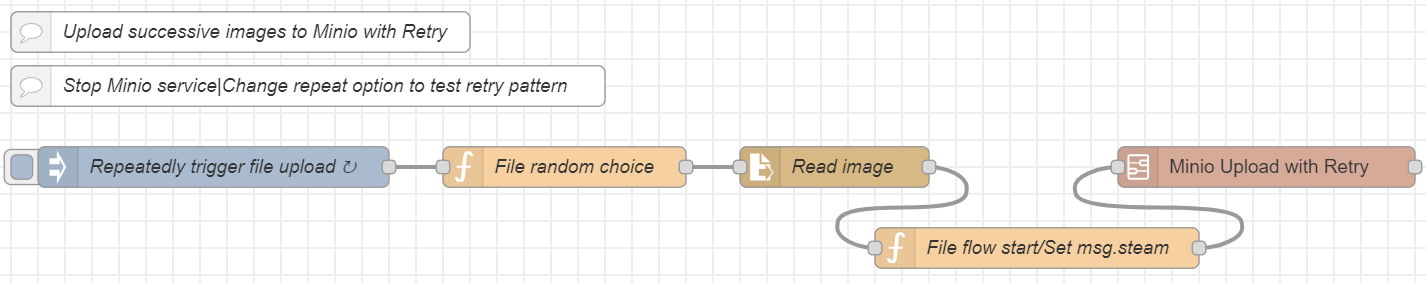 Upload successive images to Minio with Retry
Stop Minio service|Change repeat option to test retry pattern
Repeatedly trigger file upload ↻
File random choice
Read image
Minio Upload with Retry
File flow start/Set msg.steam